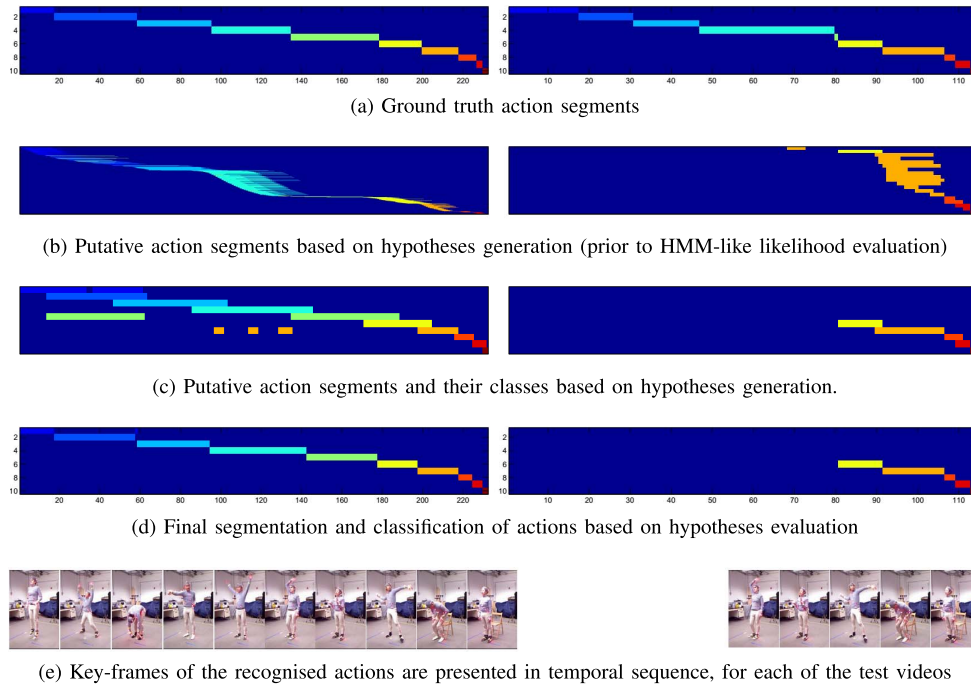 2
4
6
8
10
20 40 60 80 100 120 140 160 180 200 220
2
4
6
8
10
10 20 30 40 50 60 70 80 90 100 110
(a) Ground truth action segments
(b) Putative action segments based on hypotheses generation (prior to HMM-like likelihood evaluation)
(c) Putative action segments and their classes based on hypotheses generation.
2
4
6
8
10
20 40 60 80 100 120 140 160 180 200 220
2
4
6
8
10
10 20 30 40 50 60 70 80 90 100 110
(d) Final segmentation and classification of actions based on hypotheses evaluation
(e) Key-frames of the recognised actions are presented in temporal sequence, for each of the test videos